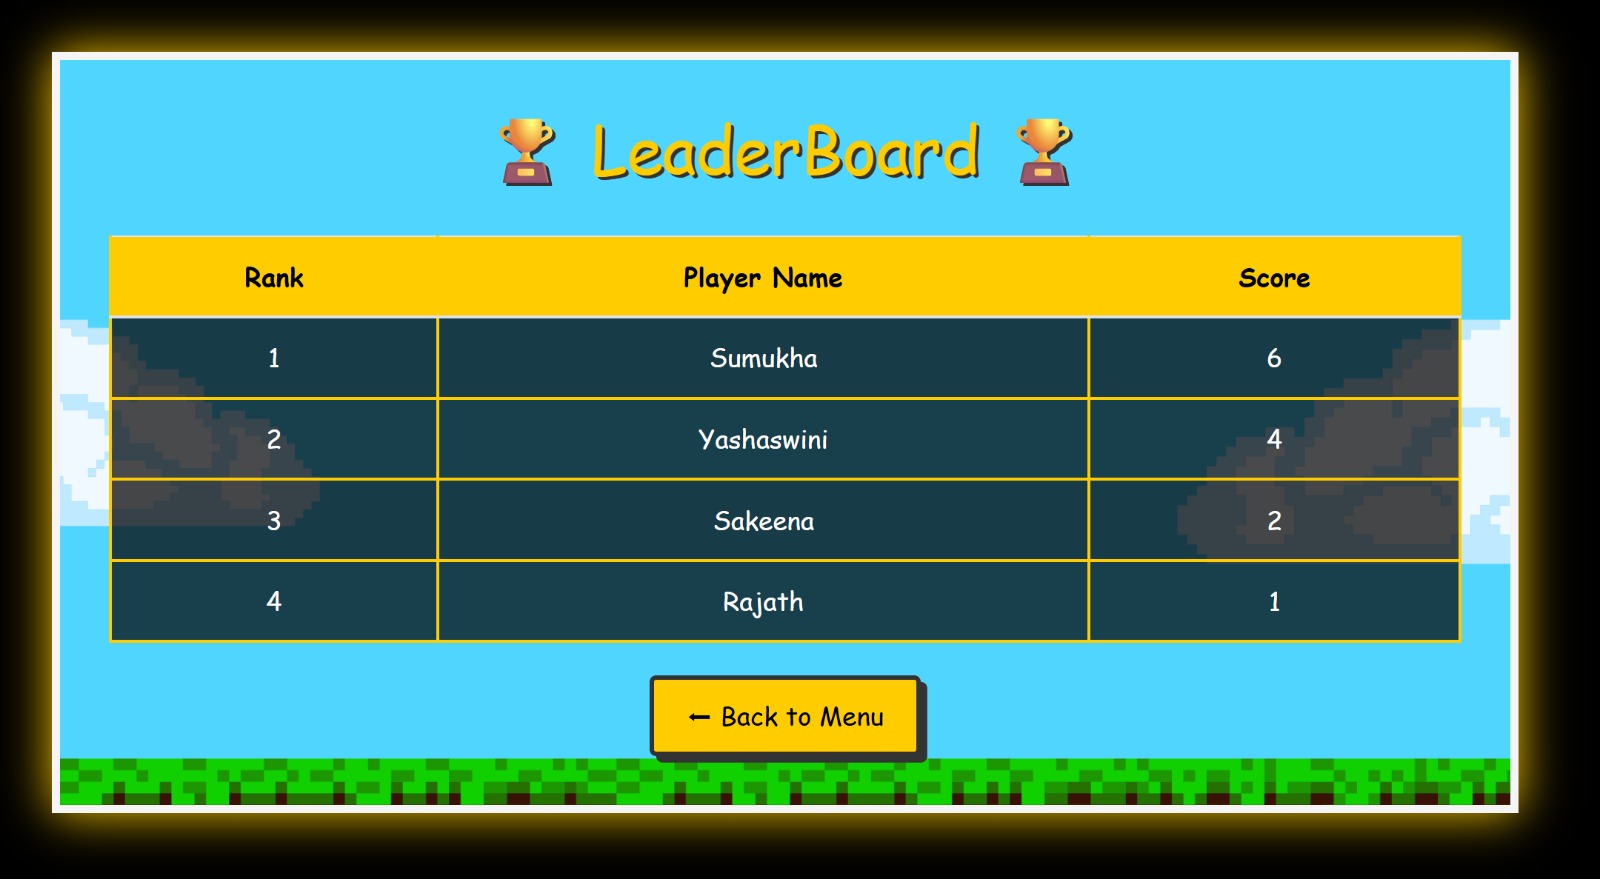 🏆 LeaderBoard 🏆
Rank Player Name Score
1 Sumukha 6
2 Yashaswini 4
3 Sakeena 2
4 Rajath 1
← Back to Menu